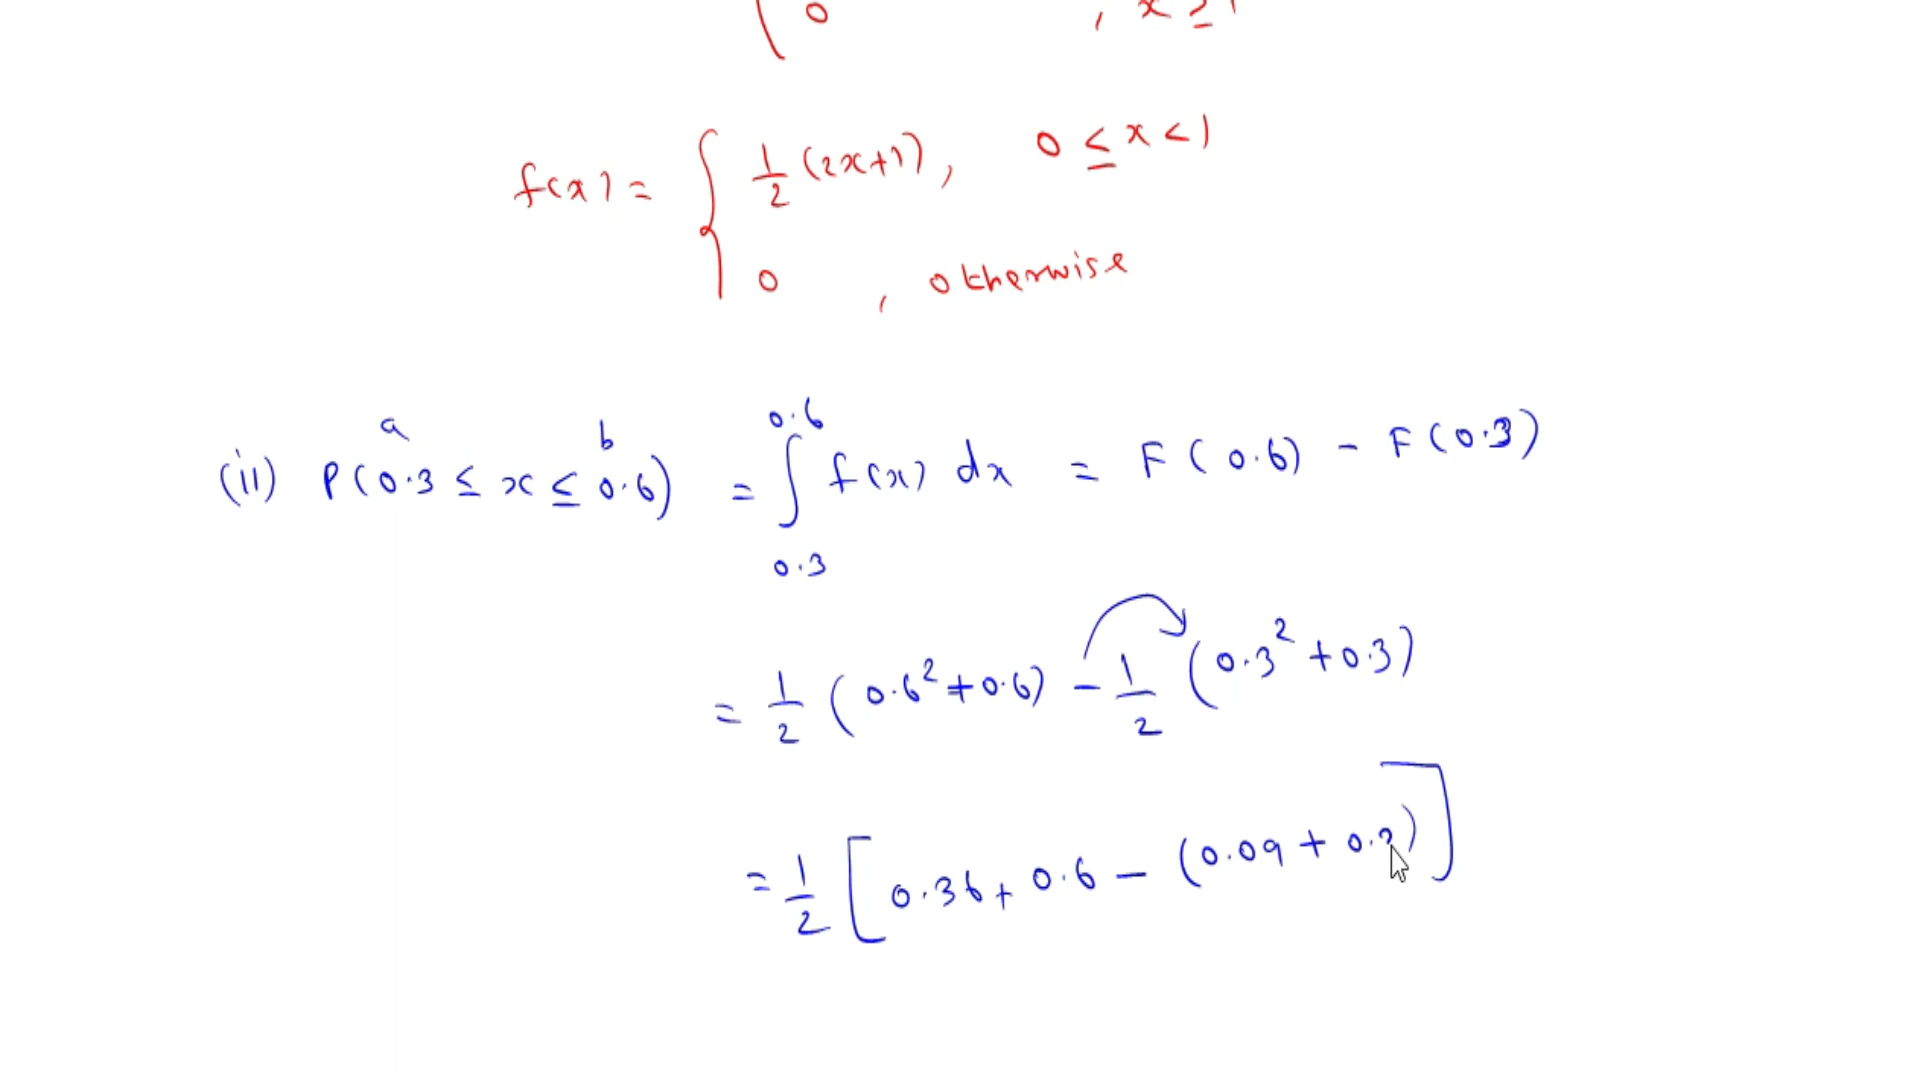 0 , x ≥ 1
f(x) = { 1/2 (2x+1), 0 ≤ x < 1
0 , otherwise
a b
(ii) P(0.3 ≤ x ≤ 0.6) = ∫_{0.3}^{0.6} f(x) dx = F(0.6) - F(0.3)
= 1/2 (0.6² + 0.6) - 1/2 (0.3² + 0.3)
= 1/2 [0.36 + 0.6 - (0.09 + 0.3)]